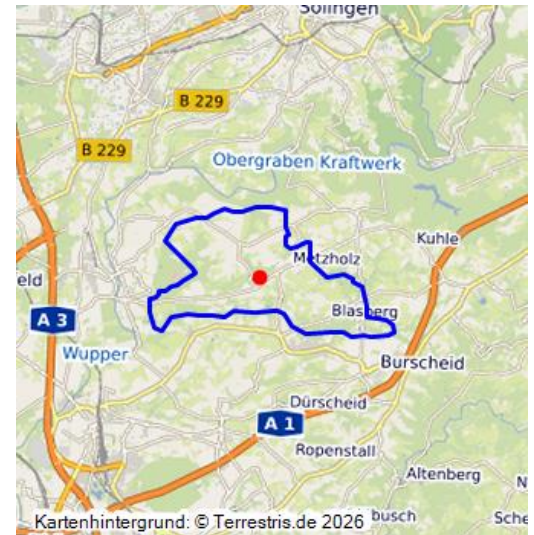 Solingen
B 229
B 229
Obergraben Kraftwerk
Kuhle
Metzholz
eld
A 3
Blasberg
Wupper
Burscheid
Dürscheid
A 1
Ropenstall
Altenberg
N
busch
Sche
Kartenhintergrund: © Terrestris.de 2026